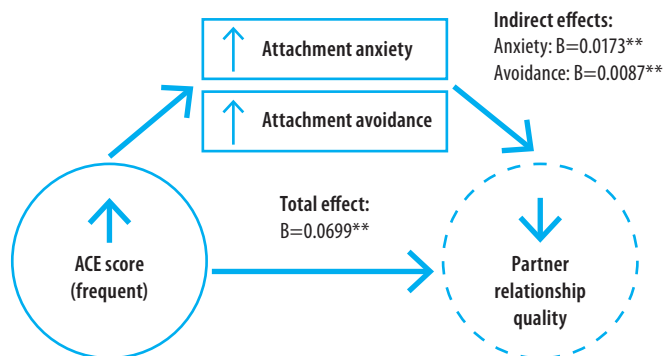 Indirect effects:
Anxiety: B=0.0173**
Avoidance: B=0.0087**
Attachment anxiety
Attachment avoidance
Total effect:
B=0.0699**
ACE score
(frequent)
Partner
relationship
quality